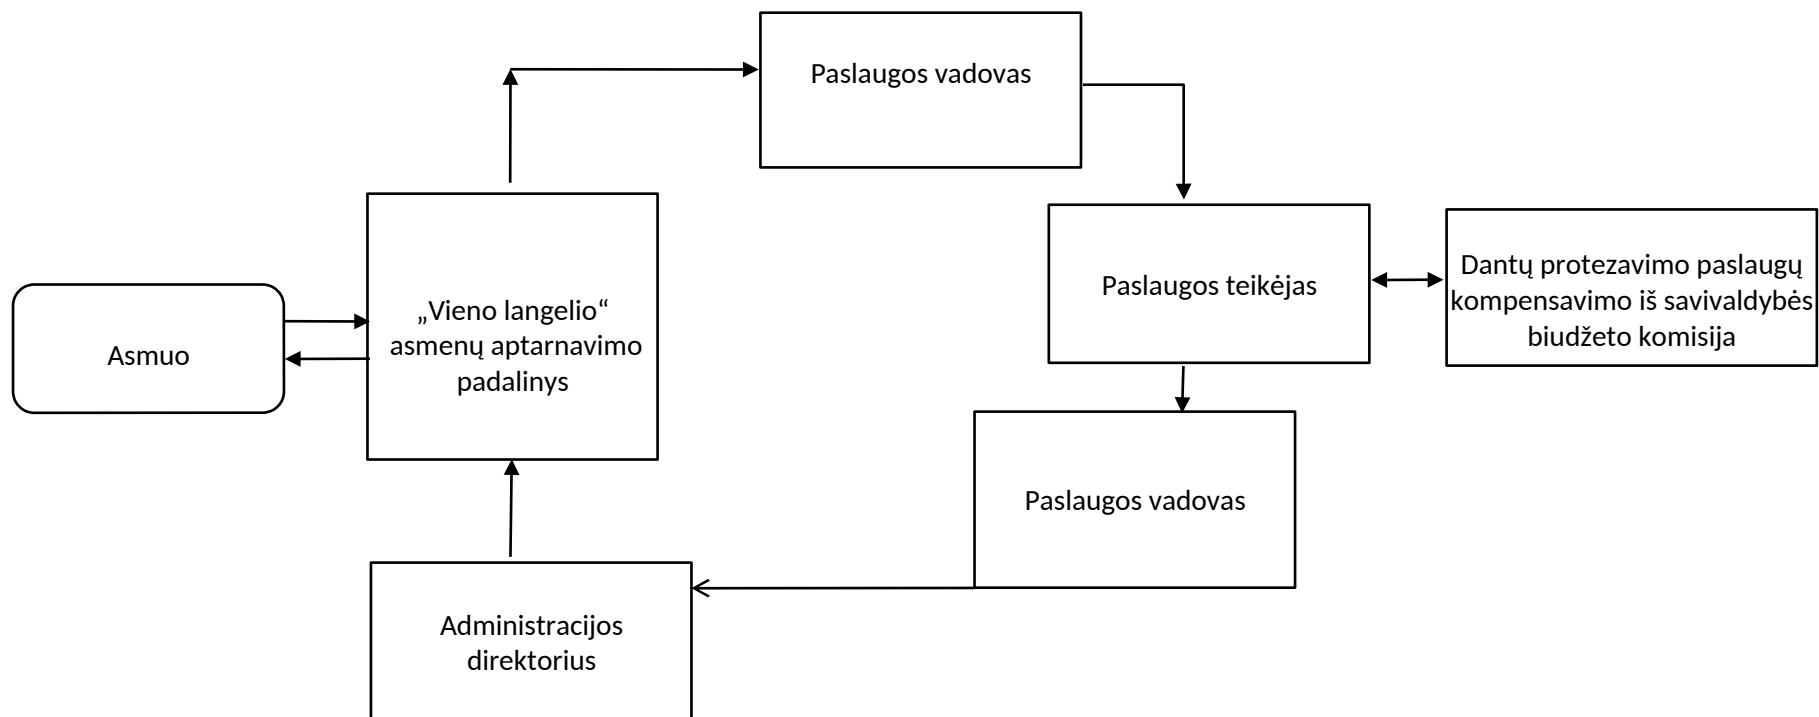 Paslaugos vadovas
Paslaugos teikėjas
Dantų protezavimo paslaugų
kompensavimo iš savivaldybės
biudžeto komisija
„Vieno langelio“
asmenų aptarnavimo
padalinys
Asmuo
Paslaugos vadovas
Administracijos
direktorius